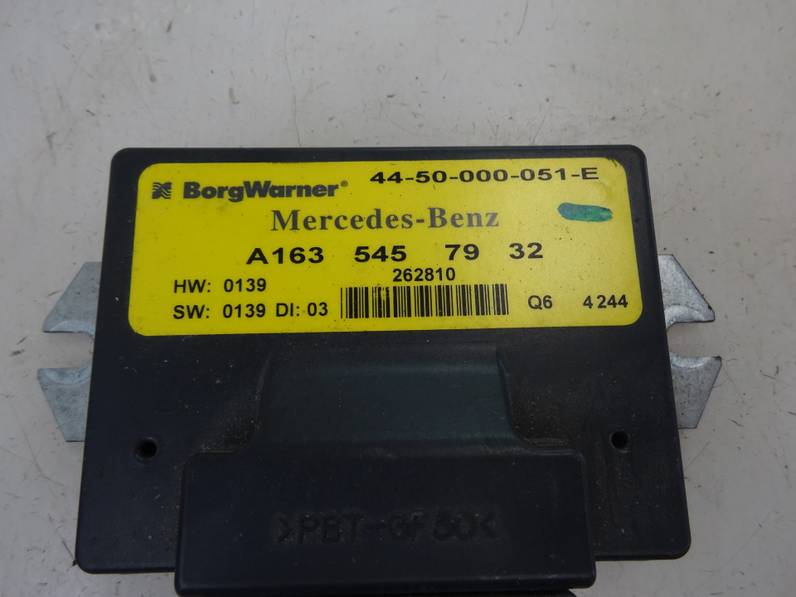 BorgWarner® 44-50-000-051-E
Mercedes-Benz
A163 545 79 32
262810
HW: 0139
SW: 0139 DI: 03 Q6 4244
>PBT-GF30<